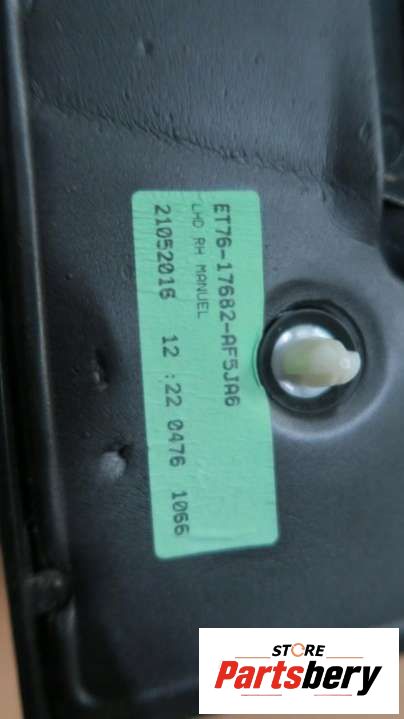 ET76-17682-AF5JA6
LHD RH MANUEL
21052016 12 :22 0476 1066
STORE
Partsbery